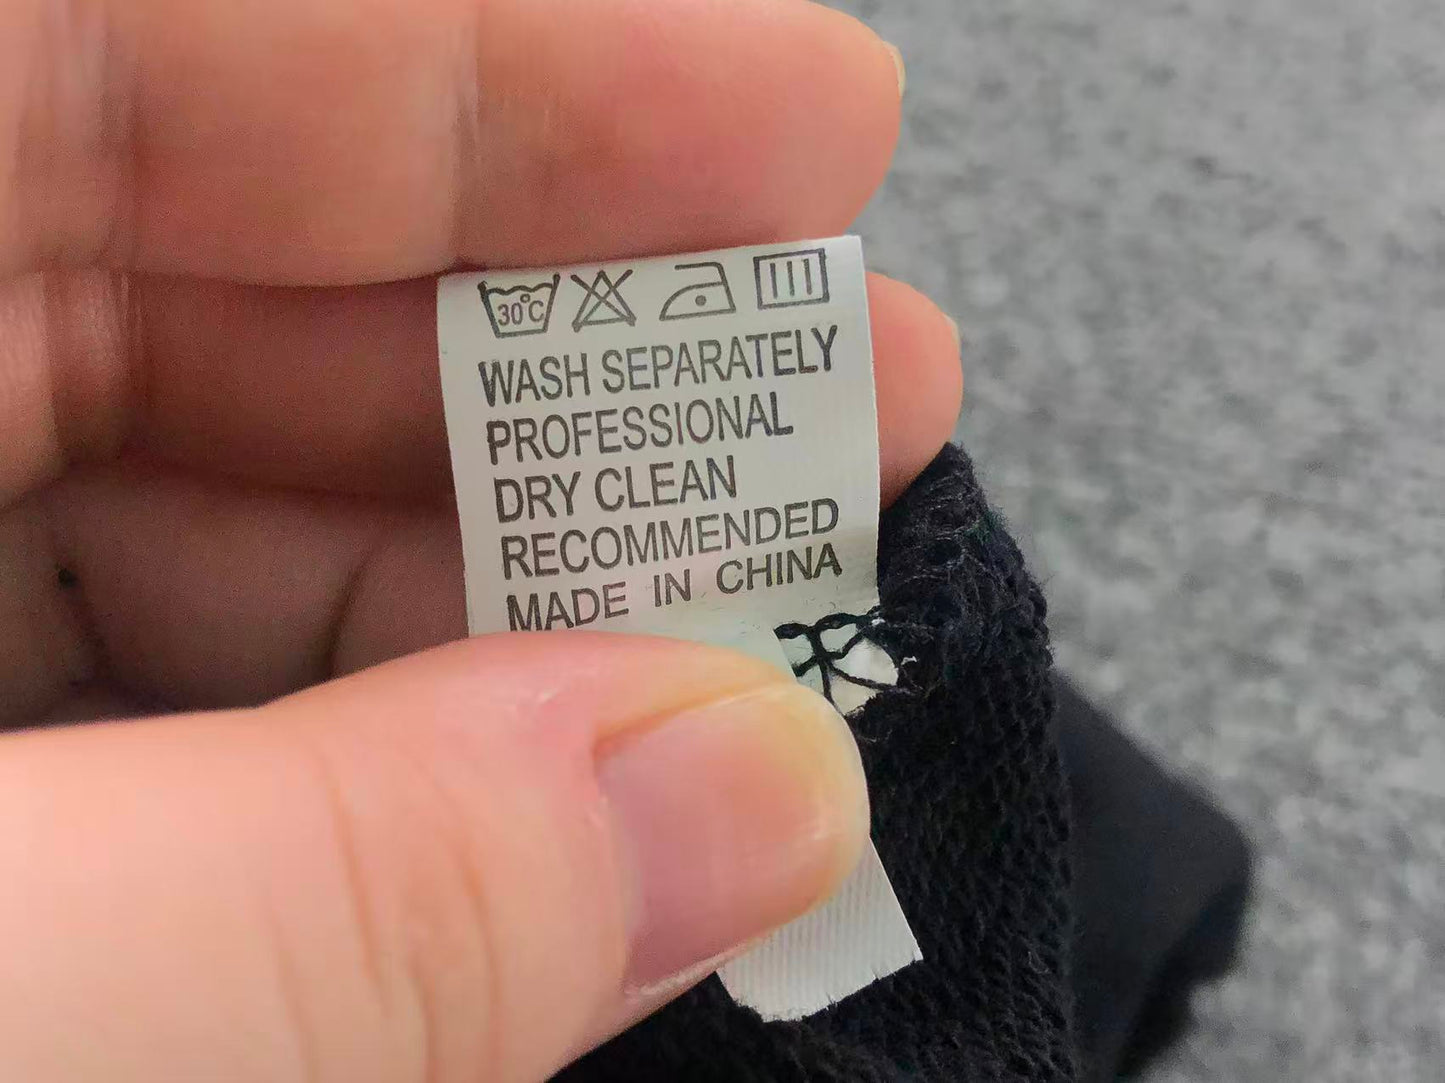 30°C
WASH SEPARATELY
PROFESSIONAL
DRY CLEAN
RECOMMENDED
MADE IN CHINA